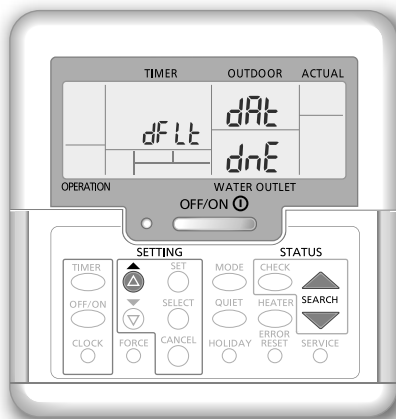 TIMER OUTDOOR ACTUAL
dAt
dFLt
dnE
OPERATION WATER OUTLET
OFF/ON
SETTING STATUS
TIMER SET MODE CHECK
SEARCH
OFF/ON SELECT QUIET HEATER
CLOCK FORCE CANCEL HOLIDAY ERROR RESET SERVICE